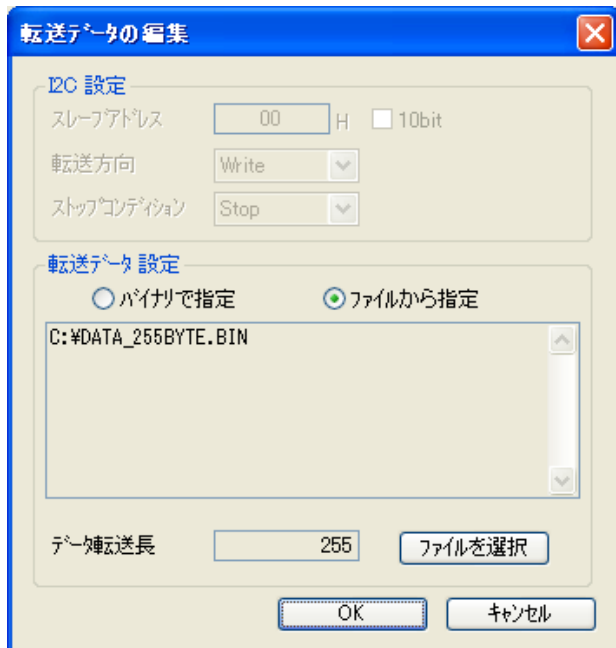 転送ﾃﾞｰﾀの編集
I2C 設定
ｽﾚｰﾌﾞｱﾄﾞﾚｽ 00 H 10bit
転送方向 Write
ｽﾄｯﾌﾟｺﾝﾃﾞｨｼｮﾝ Stop
転送ﾃﾞｰﾀ 設定
ﾊﾞｲﾅﾘで指定 ﾌｧｲﾙから指定
C:¥DATA_255BYTE.BIN
ﾃﾞｰﾀ転送長 255 ﾌｧｲﾙを選択
OK ｷｬﾝｾﾙ